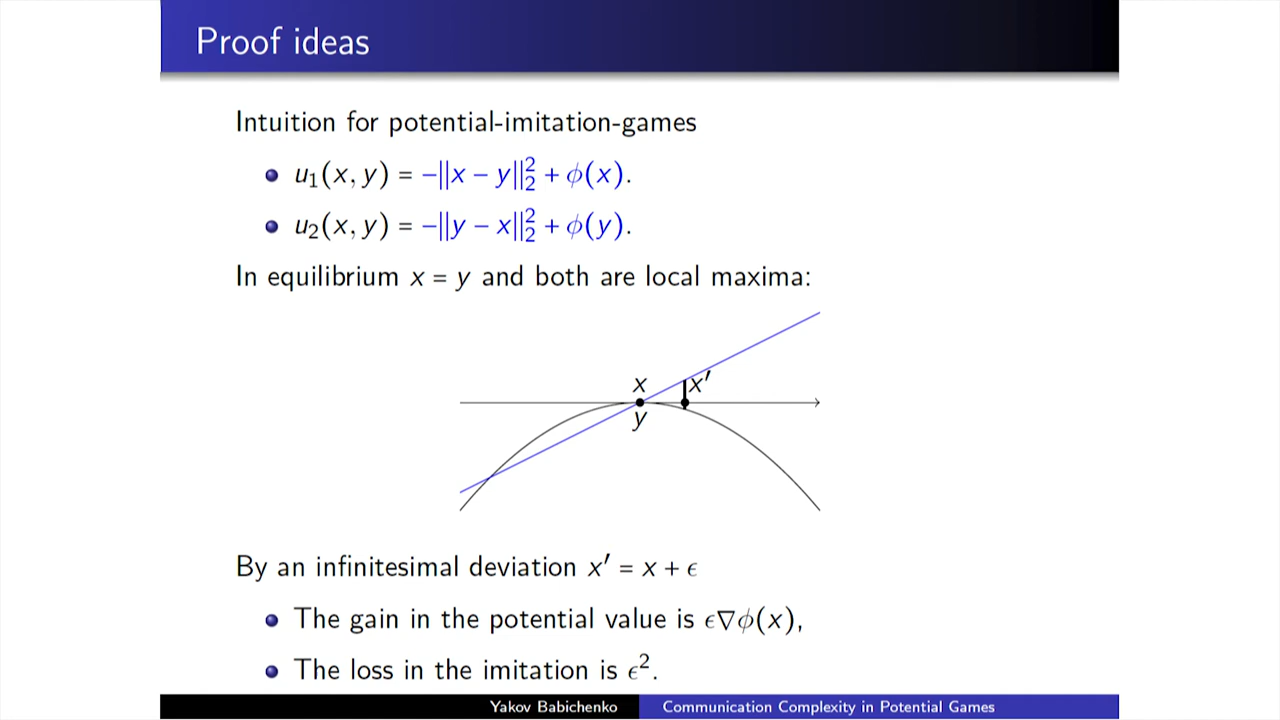 Proof ideas
Intuition for potential-imitation-games
u₁(x, y) = −||x − y||₂² + ϕ(x).
u₂(x, y) = −||y − x||₂² + ϕ(y).
In equilibrium x = y and both are local maxima:
x x′
y
By an infinitesimal deviation x′ = x + ϵ
The gain in the potential value is ϵ∇ϕ(x),
The loss in the imitation is ϵ².
Yakov Babichenko Communication Complexity in Potential Games